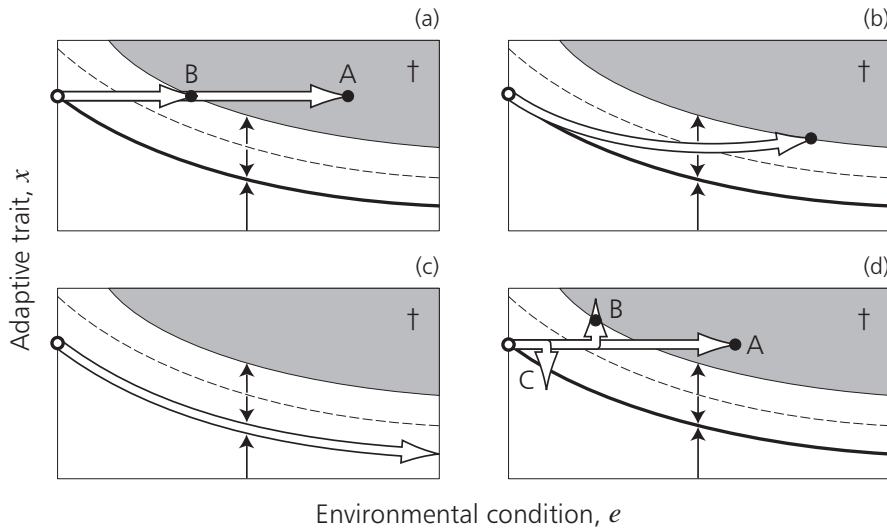 (a)
(b)
B
A
†
†
(c)
(d)
†
B
A
C
†
Adaptive trait, x
Environmental condition, e